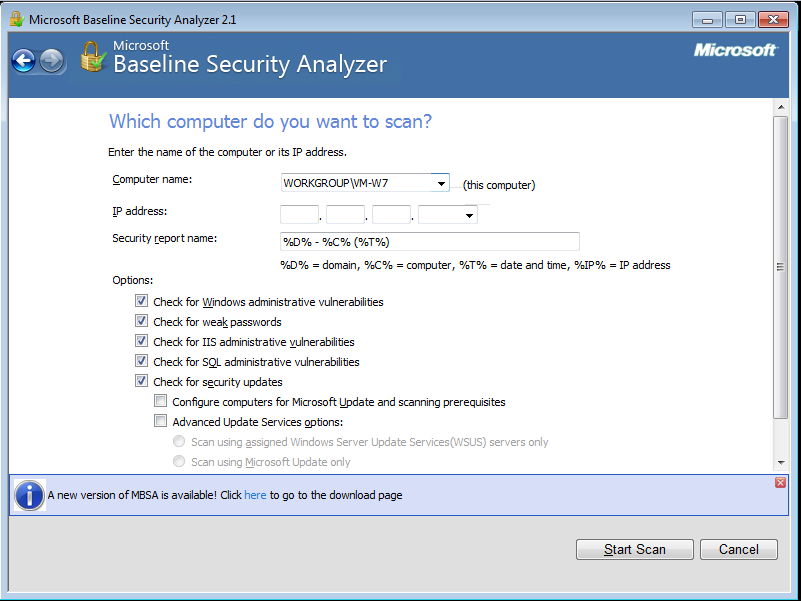 Microsoft Baseline Security Analyzer 2.1
Microsoft
Baseline Security Analyzer
Microsoft
Which computer do you want to scan?
Enter the name of the computer or its IP address.
Computer name: WORKGROUP\VM-W7 (this computer)
IP address: . . .
Security report name: %D% - %C% (%T%)
%D% = domain, %C% = computer, %T% = date and time, %IP% = IP address
Options:
Check for Windows administrative vulnerabilities
Check for weak passwords
Check for IIS administrative vulnerabilities
Check for SQL administrative vulnerabilities
Check for security updates
Configure computers for Microsoft Update and scanning prerequisites
Advanced Update Services options:
Scan using assigned Windows Server Update Services(WSUS) servers only
Scan using Microsoft Update only
A new version of MBSA is available! Click here to go to the download page
Start Scan Cancel